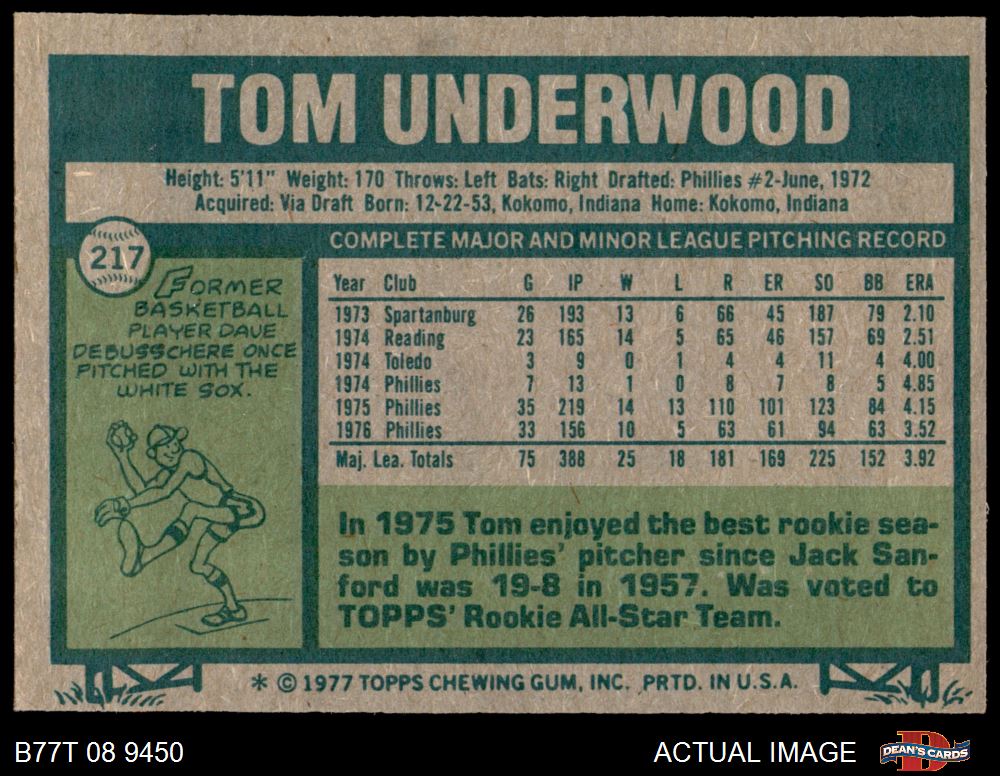 TOM UNDERWOOD
Height: 5'11" Weight: 170 Throws: Left Bats: Right Drafted: Phillies #2-June, 1972
Acquired: Via Draft Born: 12-22-53, Kokomo, Indiana Home: Kokomo, Indiana
217
COMPLETE MAJOR AND MINOR LEAGUE PITCHING RECORD
FORMER
BASKETBALL
PLAYER DAVE
DEBUSSCHERE ONCE
PITCHED WITH THE
WHITE SOX.
Year Club G IP W L R ER SO BB ERA
1973 Spartanburg 26 193 13 6 66 45 187 79 2.10
1974 Reading 23 165 14 5 65 46 157 69 2.51
1974 Toledo 3 9 0 1 4 4 11 4 4.00
1974 Phillies 7 13 1 0 8 7 8 5 4.85
1975 Phillies 35 219 14 13 110 101 123 84 4.15
1976 Phillies 33 156 10 5 63 61 94 63 3.52
Maj. Lea. Totals 75 388 25 18 181 169 225 152 3.92
In 1975 Tom enjoyed the best rookie sea-
son by Phillies' pitcher since Jack San-
ford was 19-8 in 1957. Was voted to
TOPPS' Rookie All-Star Team.
* © 1977 TOPPS CHEWING GUM, INC. PRTD. IN U.S.A.
B77T 08 9450
ACTUAL IMAGE
DEAN'S CARDS